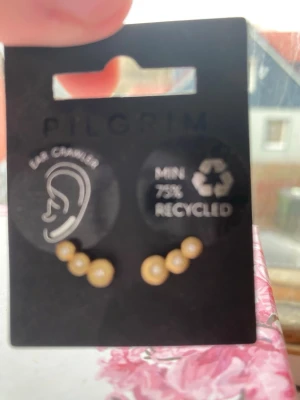 PILGRIM
EAR CRAWLER
MIN
75%
RECYCLED